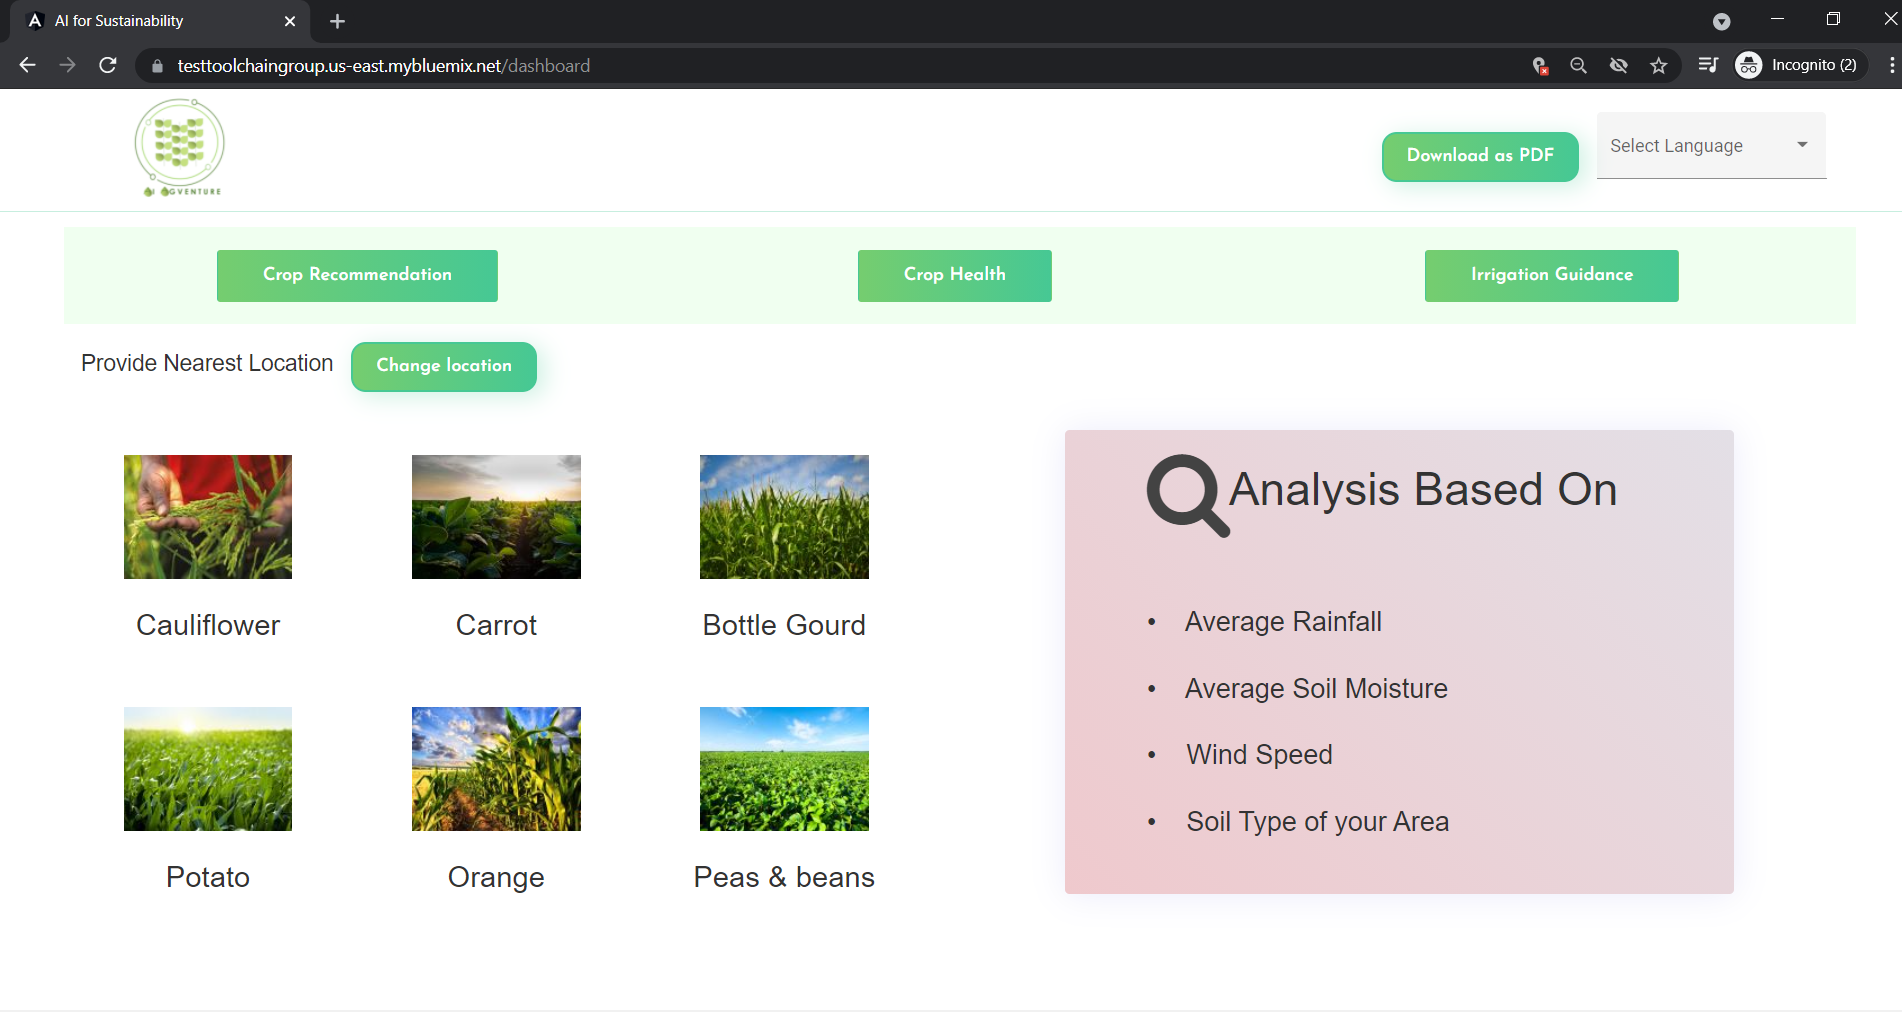 AI for Sustainability
testtoolchaingroup.us-east.mybluemix.net/dashboard
Incognito (2)
AI AGVENTURE
Download as PDF
Select Language
Crop Recommendation
Crop Health
Irrigation Guidance
Provide Nearest Location
Change location
Analysis Based On
Cauliflower
Carrot
Bottle Gourd
• Average Rainfall
• Average Soil Moisture
• Wind Speed
• Soil Type of your Area
Potato
Orange
Peas & beans